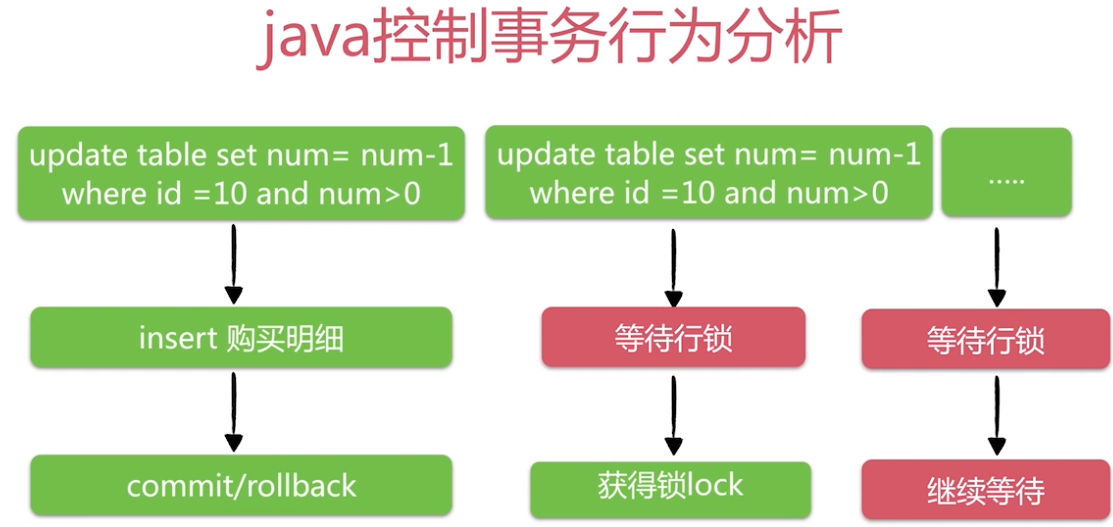 java控制事务行为分析
update table set num= num-1
where id =10 and num>0
update table set num= num-1
where id =10 and num>0
.....
insert 购买明细
等待行锁
等待行锁
commit/rollback
获得锁lock
继续等待